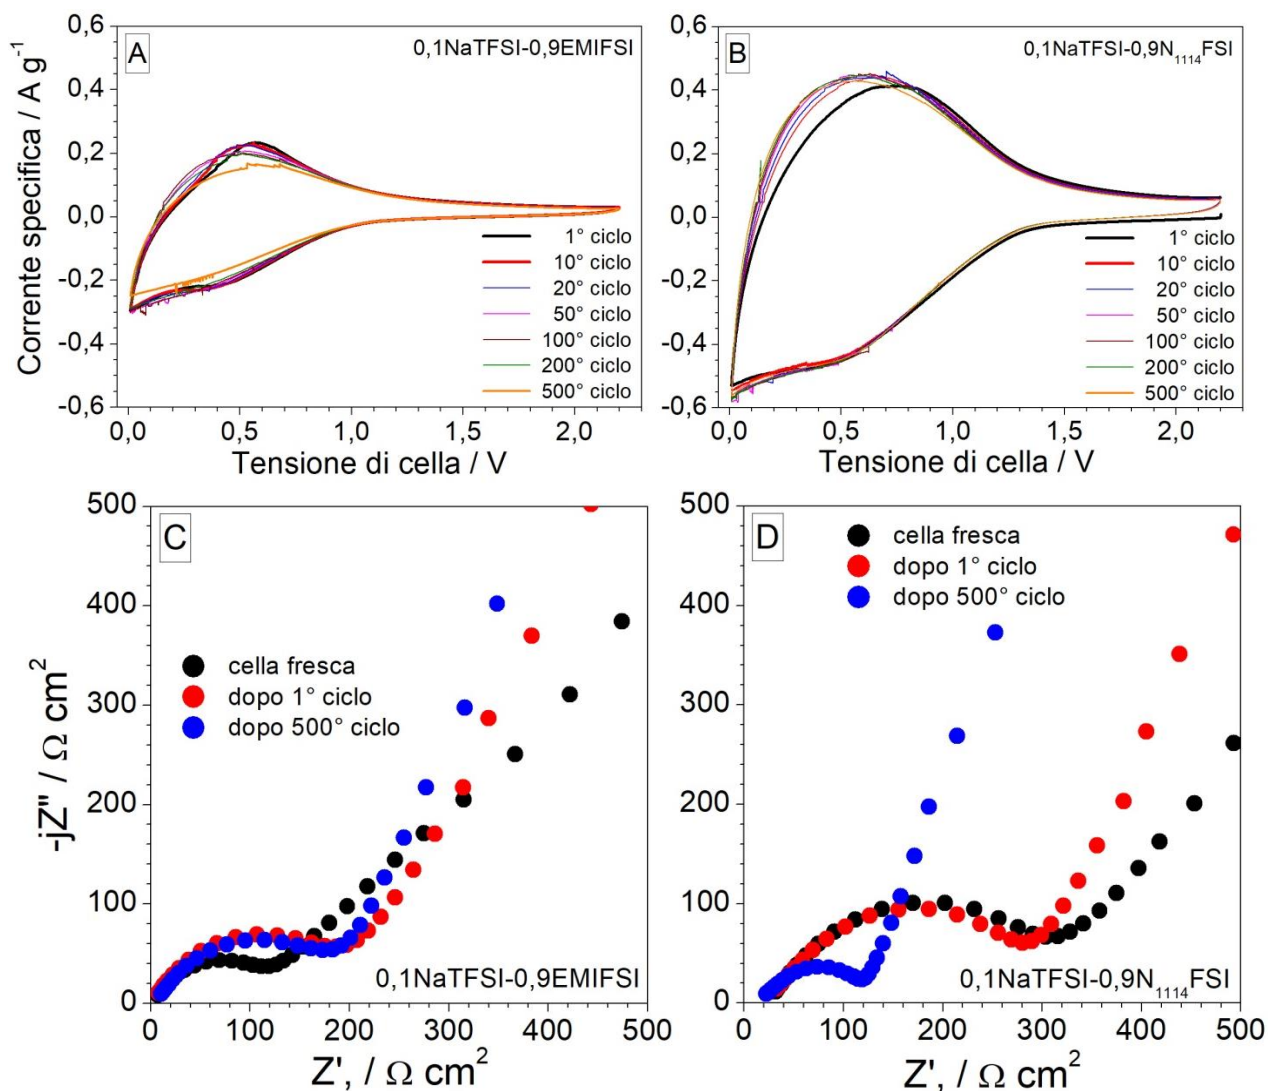 A
0,1NaTFSI-0,9EMIFSI
Corrente specifica / A g⁻¹
0,6
0,4
0,2
0,0
-0,2
-0,4
-0,6
1° ciclo
10° ciclo
20° ciclo
50° ciclo
100° ciclo
200° ciclo
500° ciclo
0,0 0,5 1,0 1,5 2,0
Tensione di cella / V
B
0,1NaTFSI-0,9N₁₁₁₄FSI
0,6
0,4
0,2
0,0
-0,2
-0,4
-0,6
1° ciclo
10° ciclo
20° ciclo
50° ciclo
100° ciclo
200° ciclo
500° ciclo
0,0 0,5 1,0 1,5 2,0
Tensione di cella / V
C
-jZ" / Ω cm²
500
400
300
200
100
0
cella fresca
dopo 1° ciclo
dopo 500° ciclo
0,1NaTFSI-0,9EMIFSI
0 100 200 300 400 500
Z', / Ω cm²
D
500
400
300
200
100
0
cella fresca
dopo 1° ciclo
dopo 500° ciclo
0,1NaTFSI-0,9N₁₁₁₄FSI
0 100 200 300 400 500
Z', / Ω cm²